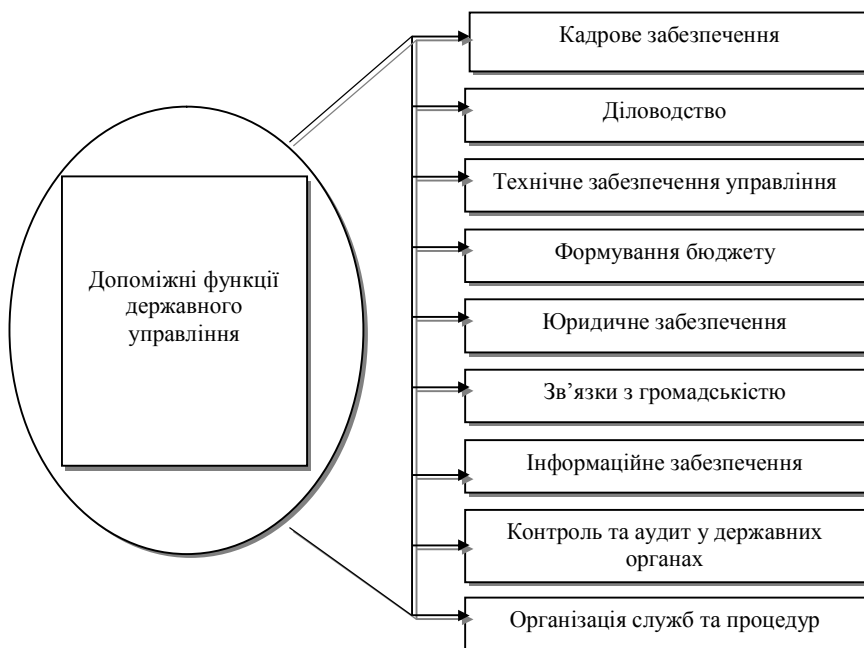 Допоміжні функції
державного
управління
Кадрове забезпечення
Діловодство
Технічне забезпечення управління
Формування бюджету
Юридичне забезпечення
Зв’язки з громадськістю
Інформаційне забезпечення
Контроль та аудит у державних
органах
Організація служб та процедур